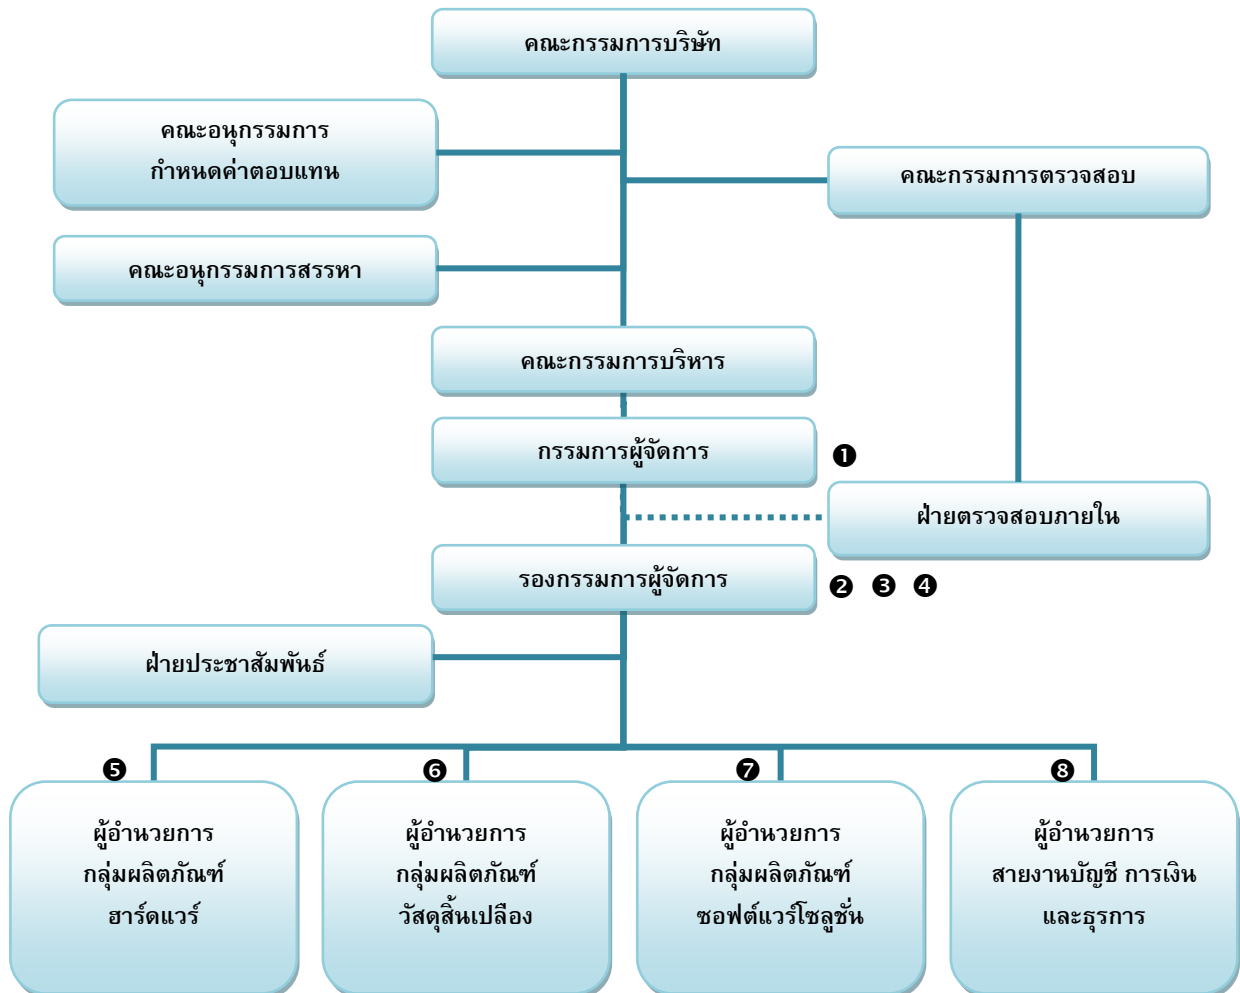 คณะกรรมการบริษัท
คณะอนุกรรมการ
กำหนดค่าตอบแทน
คณะกรรมการตรวจสอบ
คณะอนุกรรมการสรรหา
คณะกรรมการบริหาร
กรรมการผู้จัดการ
❶
ฝ่ายตรวจสอบภายใน
รองกรรมการผู้จัดการ
❷ ❸ ❹
ฝ่ายประชาสัมพันธ์
❺
ผู้อำนวยการ
กลุ่มผลิตภัณฑ์
ฮาร์ดแวร์
❻
ผู้อำนวยการ
กลุ่มผลิตภัณฑ์
วัสดุสิ้นเปลือง
❼
ผู้อำนวยการ
กลุ่มผลิตภัณฑ์
ซอฟต์แวร์โซลูชั่น
❽
ผู้อำนวยการ
สายงานบัญชี การเงิน
และธุรการ